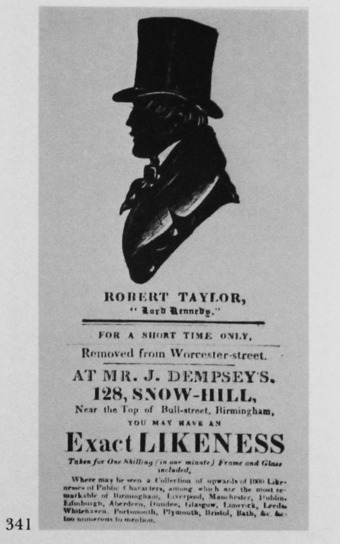 ROBERT TAYLOR,
"Lord Kennedy."
FOR A SHORT TIME ONLY,
Removed from Worcester-street.
AT MR. J. DEMPSEY'S,
128, SNOW-HILL,
Near the Top of Bull-street, Birmingham,
YOU MAY HAVE AN
Exact LIKENESS
Taken for One Shilling (in one minute) Frame and Glass
included,
Where may be seen a Collection of upwards of 1000 Like-
nesses of Public Characters, among which are the most re-
markable of Birmingham, Liverpool, Manchester, Dublin,
Edinburgh, Aberdeen, Dundee, Glasgow, Limerick, Leeds,
Whitehaven, Portsmouth, Plymouth, Bristol, Bath, &c &c
too numerous to mention.
341